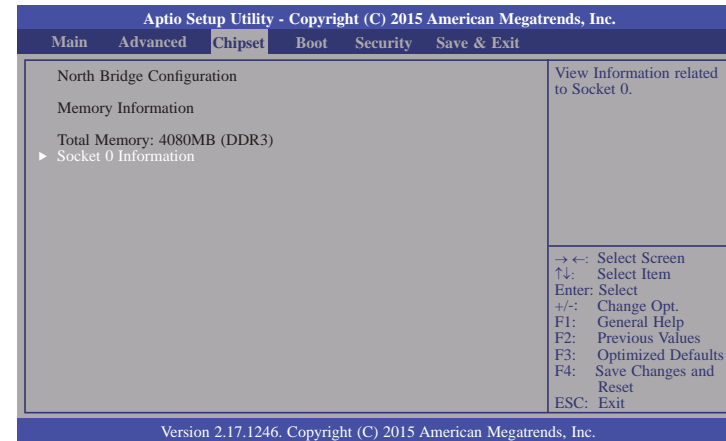 Aptio Setup Utility - Copyright (C) 2015 American Megatrends, Inc.
Main Advanced Chipset Boot Security Save & Exit
North Bridge Configuration
Memory Information
Total Memory: 4080MB (DDR3)
► Socket 0 Information
View Information related
to Socket 0.
→←: Select Screen
↑↓: Select Item
Enter: Select
+/-: Change Opt.
F1: General Help
F2: Previous Values
F3: Optimized Defaults
F4: Save Changes and
Reset
ESC: Exit
Version 2.17.1246. Copyright (C) 2015 American Megatrends, Inc.